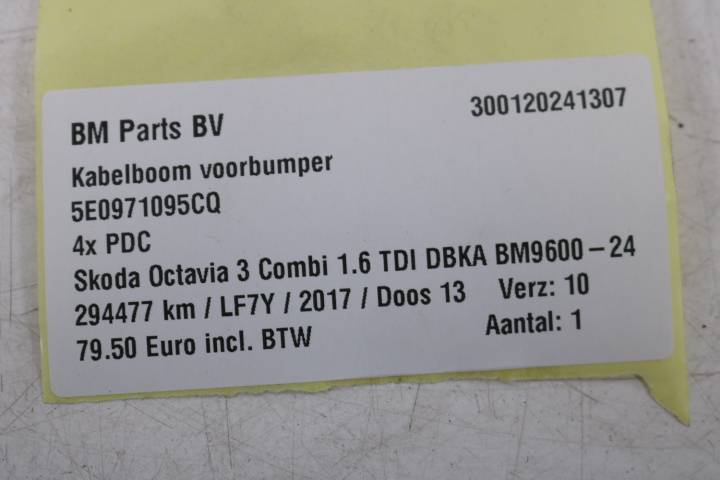 BM Parts BV 300120241307
Kabelboom voorbumper
5E0971095CQ
4x PDC
Skoda Octavia 3 Combi 1.6 TDI DBKA BM9600-24
294477 km / LF7Y / 2017 / Doos 13 Verz: 10
79.50 Euro incl. BTW Aantal: 1